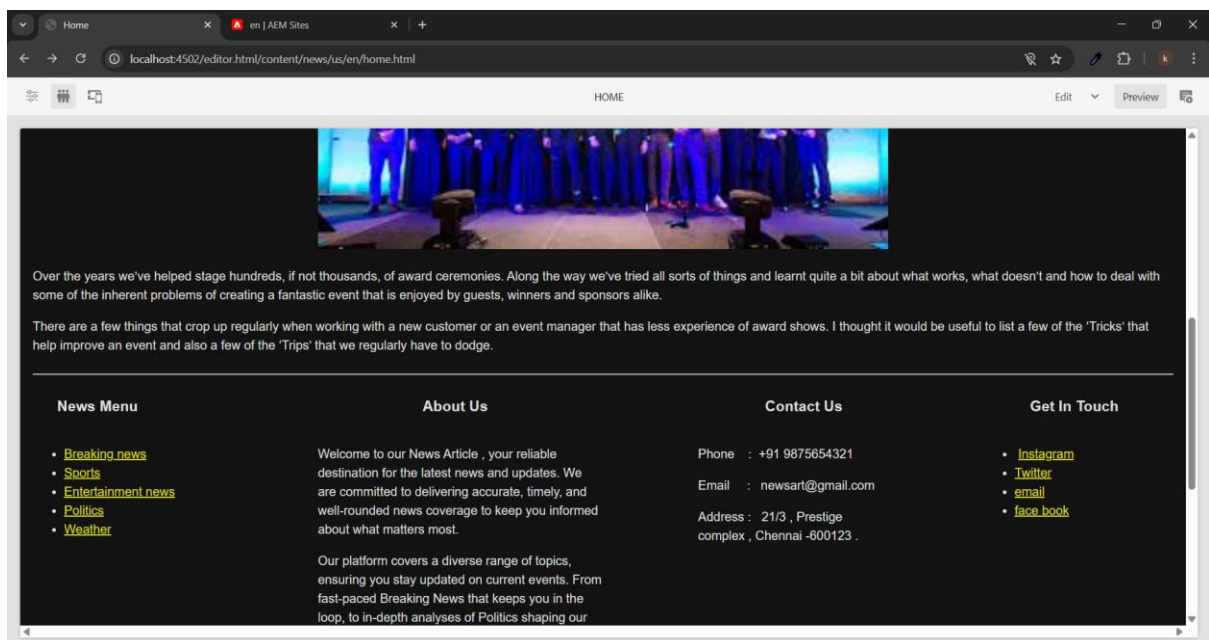 Home
en | AEM Sites
localhost:4502/editor.html/content/news/us/en/home.html
k
HOME
Edit
Preview
Over the years we've helped stage hundreds, if not thousands, of award ceremonies. Along the way we've tried all sorts of things and learnt quite a bit about what works, what doesn't and how to deal with
some of the inherent problems of creating a fantastic event that is enjoyed by guests, winners and sponsors alike.
There are a few things that crop up regularly when working with a new customer or an event manager that has less experience of award shows. I thought it would be useful to list a few of the 'Tricks' that
help improve an event and also a few of the 'Trips' that we regularly have to dodge.
News Menu
• Breaking news
• Sports
• Entertainment news
• Politics
• Weather
About Us
Welcome to our News Article , your reliable
destination for the latest news and updates. We
are committed to delivering accurate, timely, and
well-rounded news coverage to keep you informed
about what matters most.
Our platform covers a diverse range of topics,
ensuring you stay updated on current events. From
fast-paced Breaking News that keeps you in the
loop, to in-depth analyses of Politics shaping our
Contact Us
Phone : +91 9875654321
Email : newsart@gmail.com
Address : 21/3 , Prestige
complex , Chennai -600123 .
Get In Touch
• Instagram
• Twitter
• email
• face book